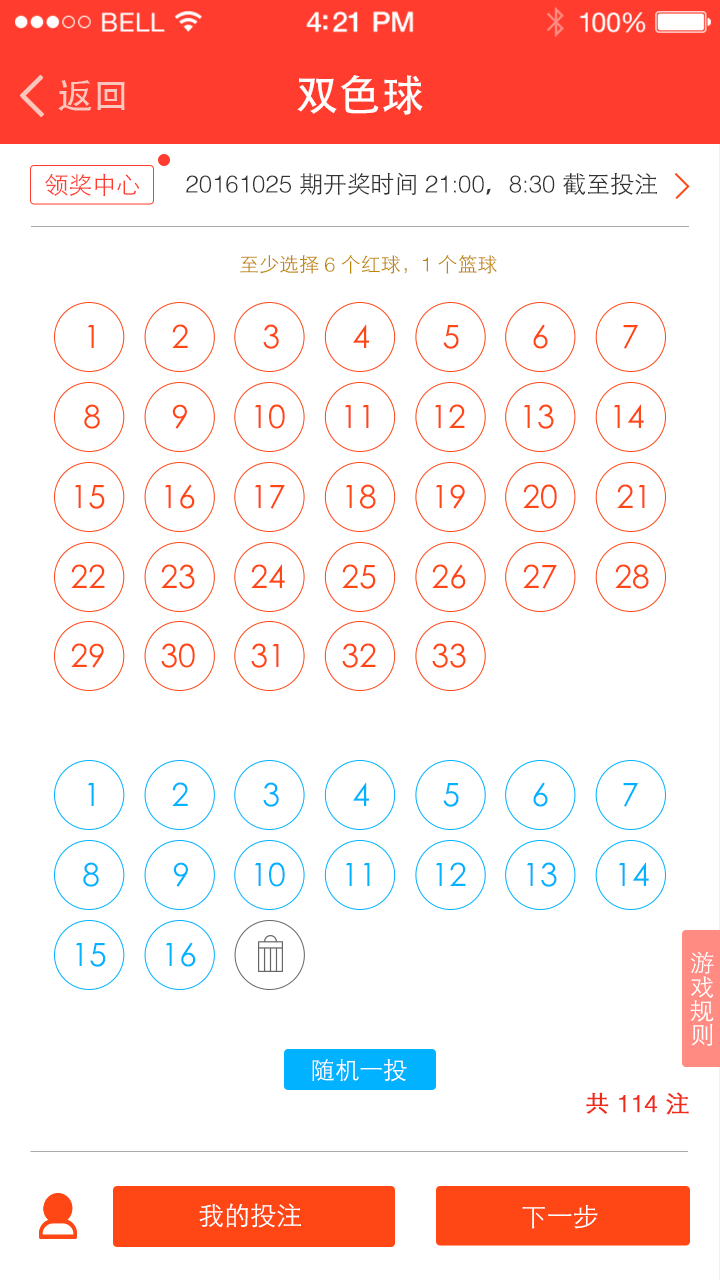 BELL 4:21 PM 100%
返回 双色球
领奖中心 20161025 期开奖时间 21:00，8:30 截至投注
至少选择 6 个红球，1 个篮球
1 2 3 4 5 6 7
8 9 10 11 12 13 14
15 16 17 18 19 20 21
22 23 24 25 26 27 28
29 30 31 32 33
1 2 3 4 5 6 7
8 9 10 11 12 13 14
15 16
游戏规则
随机一投
共 114 注
我的投注 下一步